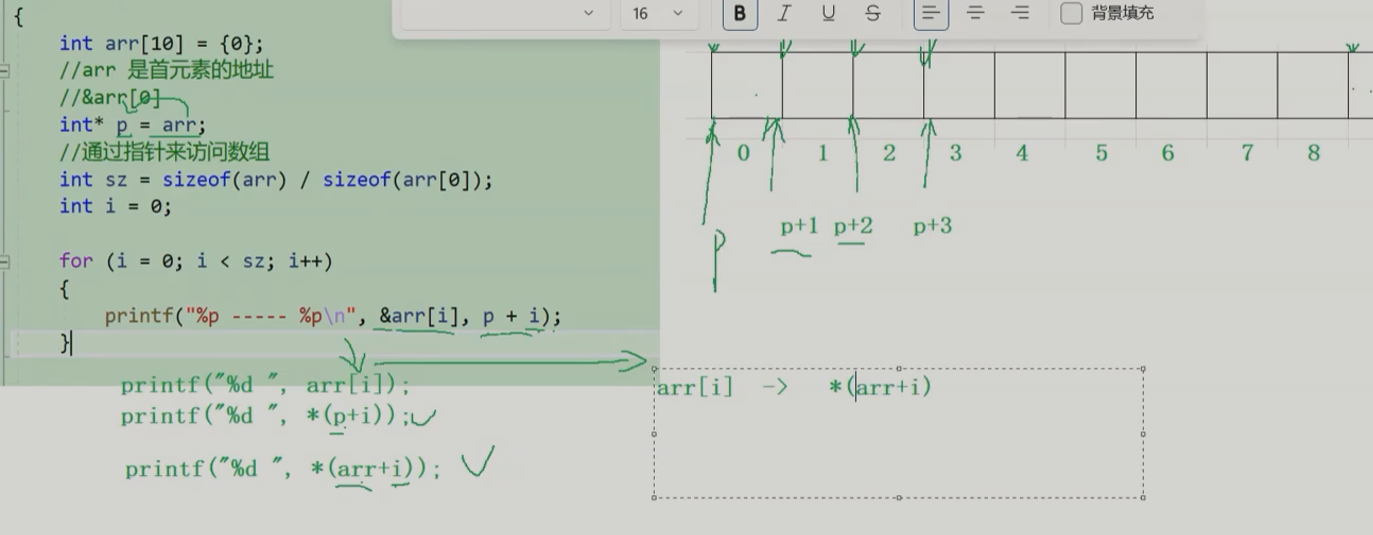 16 B I U S 背景填充
{
int arr[10] = {0};
//arr 是首元素的地址
//&arr[0]
int* p = arr;
//通过指针来访问数组
int sz = sizeof(arr) / sizeof(arr[0]);
int i = 0;
for (i = 0; i < sz; i++)
{
printf("%p ----- %p\n", &arr[i], p + i);
}
printf("%d ", arr[i]);
printf("%d ", *(p+i));
printf("%d ", *(arr+i));
0 1 2 3 4 5 6 7 8
p+1 p+2 p+3
p
arr[i] -> *(arr+i)